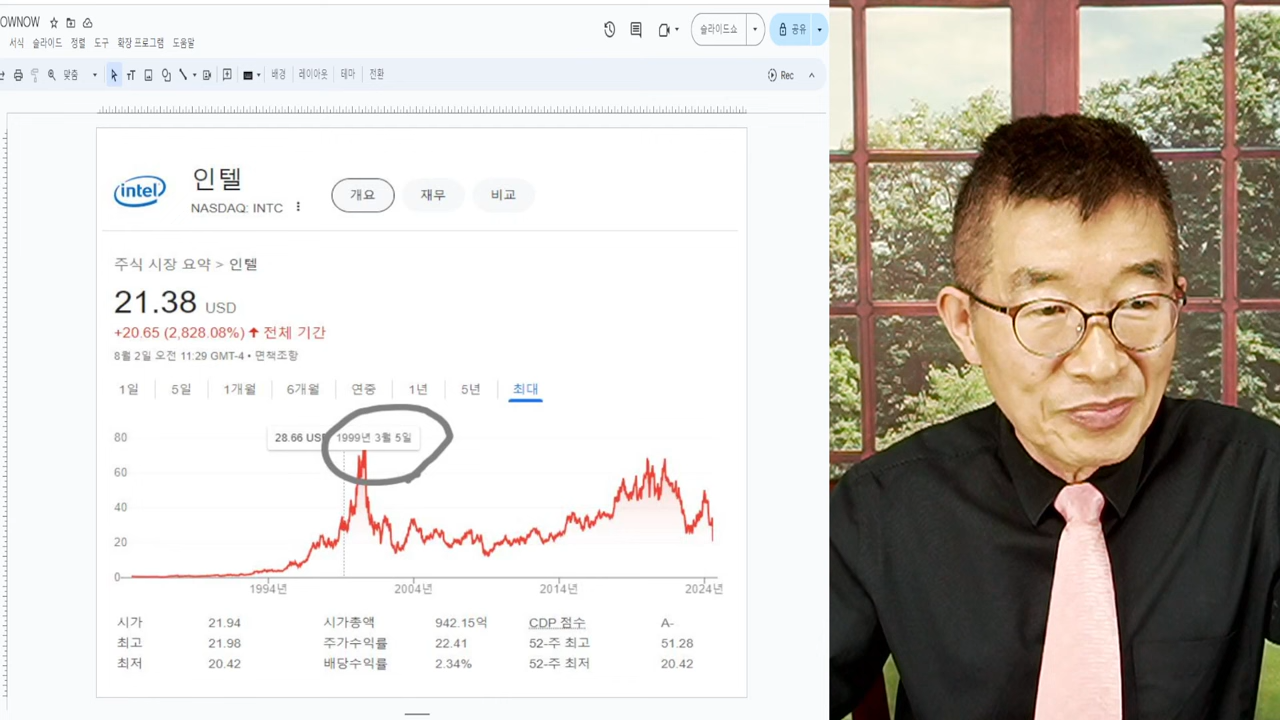 OWNOW
서식 슬라이드 정렬 도구 확장 프로그램 도움말
슬라이드쇼
공유
맞춤
배경 레이아웃 테마 전환
Rec
intel
인텔
NASDAQ: INTC
개요 재무 비교
주식 시장 요약 > 인텔
21.38 USD
+20.65 (2,828.08%) ↑ 전체 기간
8월 2일 오전 11:29 GMT-4 • 면책조항
1일 5일 1개월 6개월 연중 1년 5년 최대
28.66 USD 1999년 3월 5일
80
60
40
20
0
1994년 2004년 2014년 2024년
시가 21.94 시가총액 942.15억 CDP 점수 A-
최고 21.98 주가수익률 22.41 52-주 최고 51.28
최저 20.42 배당수익률 2.34% 52-주 최저 20.42